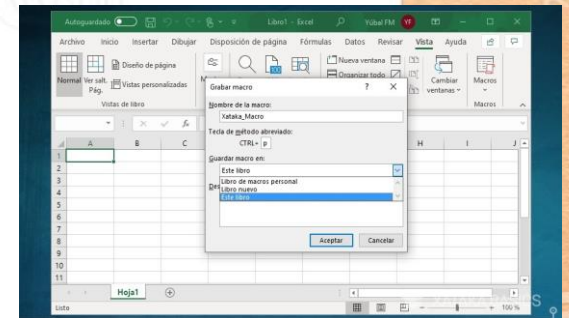 Autoguardado Libro1 - Excel Yúbal FM YF
Archivo Inicio Insertar Dibujar Disposición de página Fórmulas Datos Revisar Vista Ayuda
Normal Ver salt. Pág. Diseño de página Vistas personalizadas
Nueva ventana
Organizar todo
Cambiar ventanas
Macros
Vistas de libro
Macros
Grabar macro ? X
Nombre de la macro:
Xataka_Macro
Tecla de método abreviado:
CTRL+ p
Guardar macro en:
Este libro
Libro de macros personal
Libro nuevo
Este libro
Aceptar Cancelar
A B C H I J
1
2
3
4
5
6
7
8
9
10
11
Hoja1
Listo 100 %